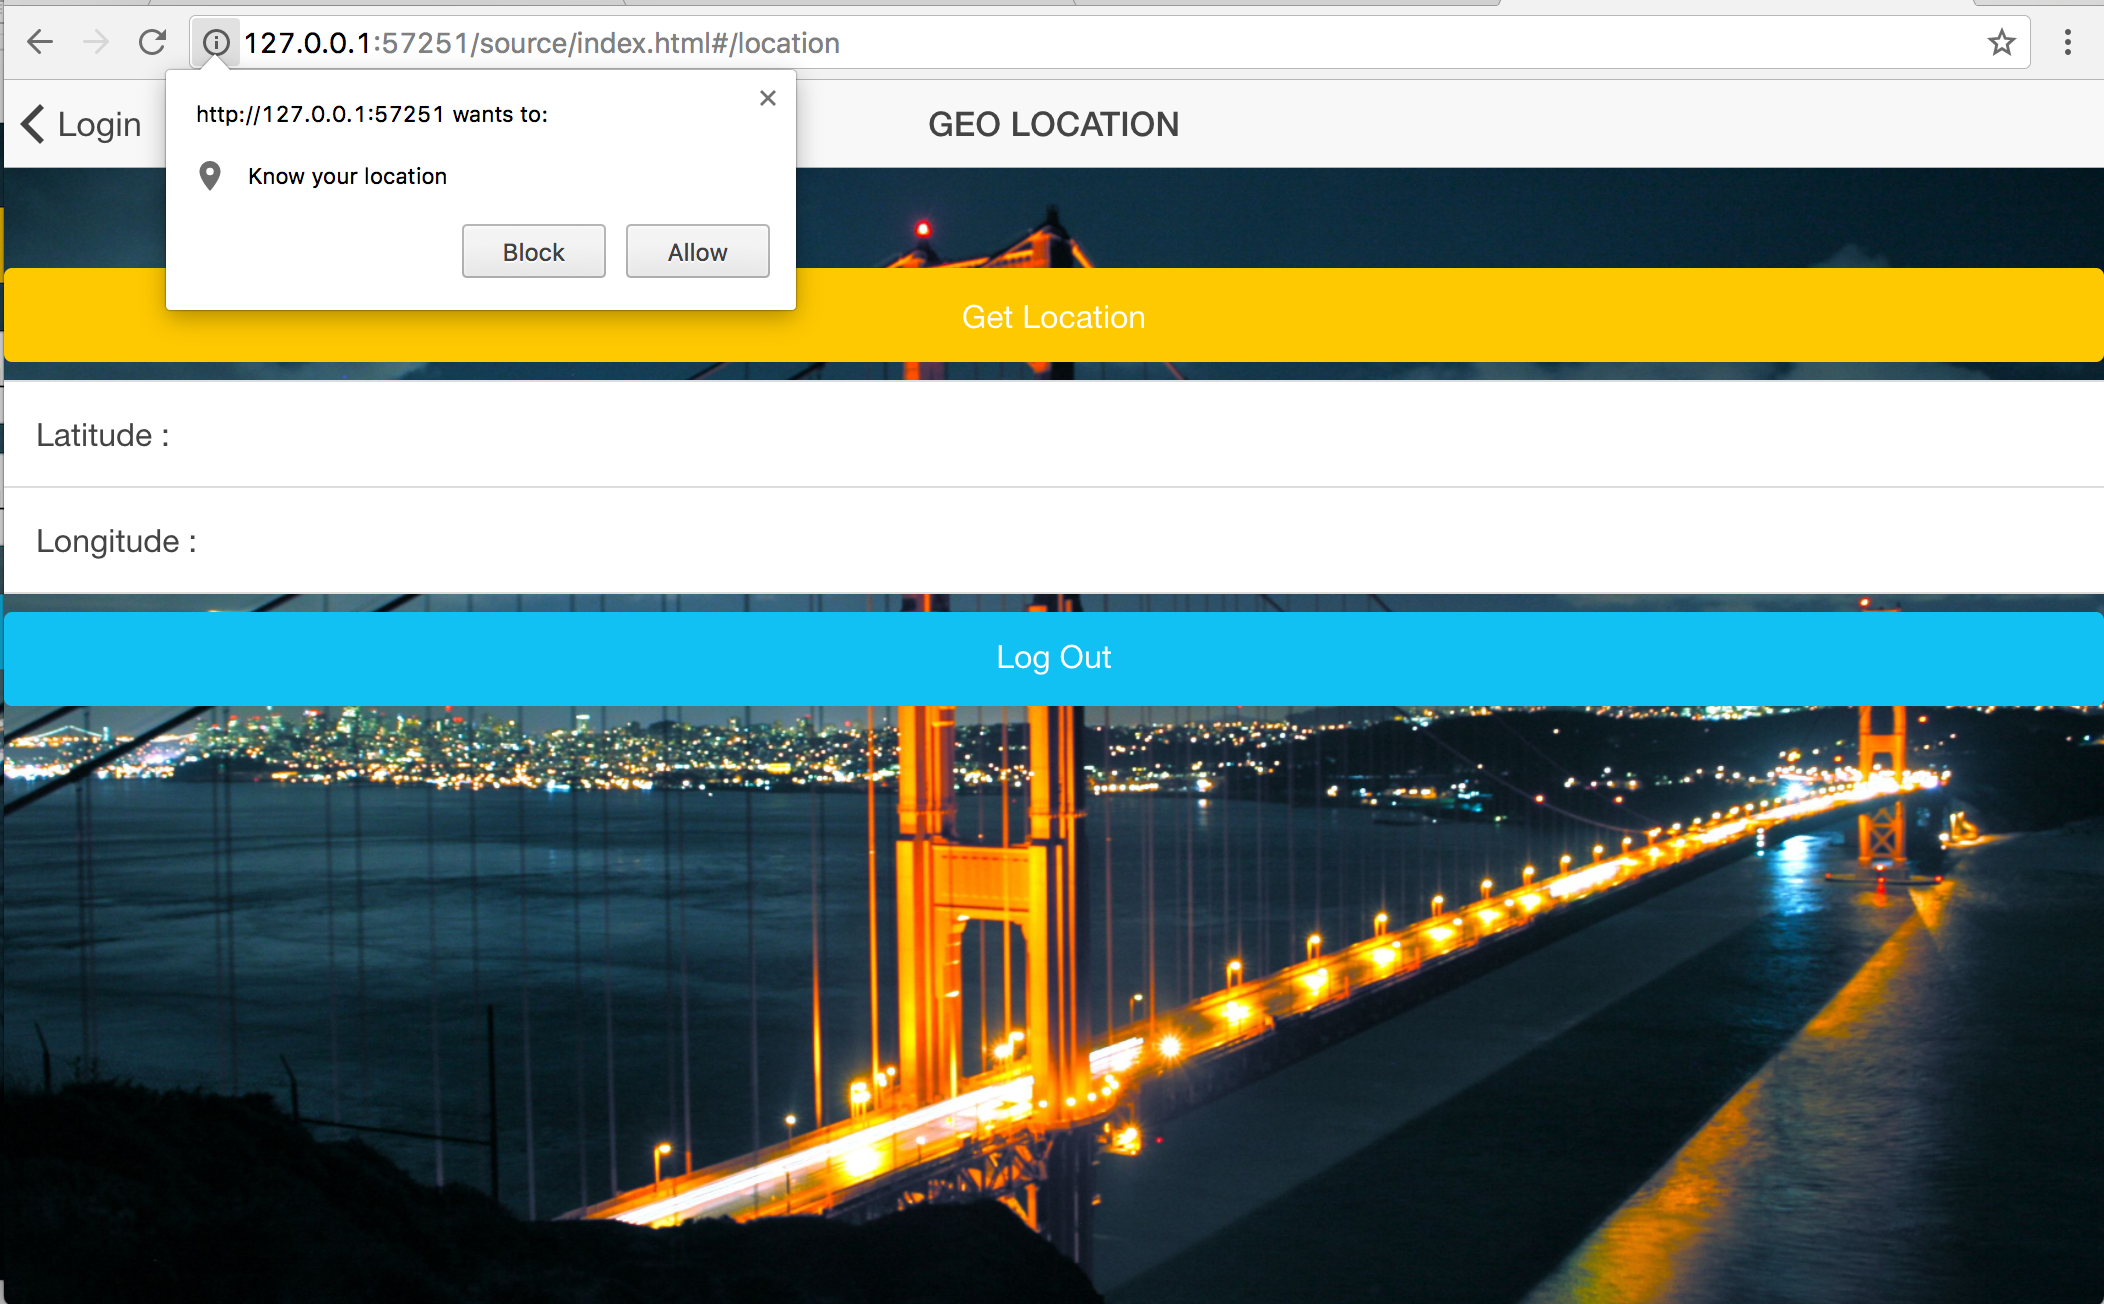 127.0.0.1:57251/source/index.html#/location
Login
GEO LOCATION
http://127.0.0.1:57251 wants to:
Know your location
Block
Allow
Get Location
Latitude :
Longitude :
Log Out